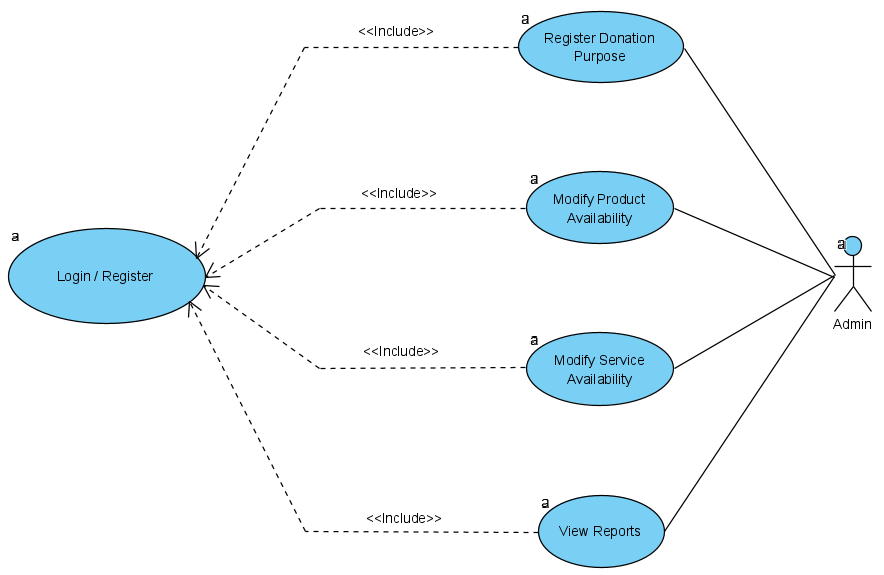 a
<<Include>>
Register Donation
Purpose
a
<<Include>>
Modify Product
Availability
a
Login / Register
a
Admin
a
<<Include>>
Modify Service
Availability
a
<<Include>>
View Reports